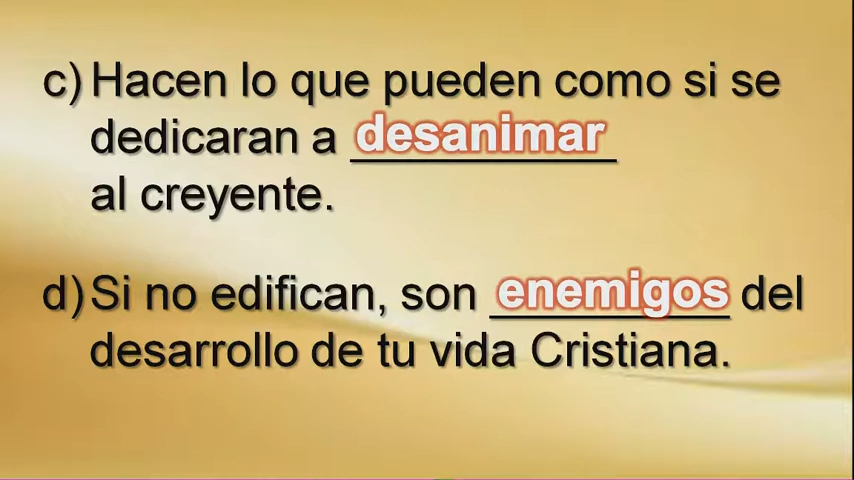 c) Hacen lo que pueden como si se
dedicaran a desanimar
al creyente.
d) Si no edifican, son enemigos del
desarrollo de tu vida Cristiana.